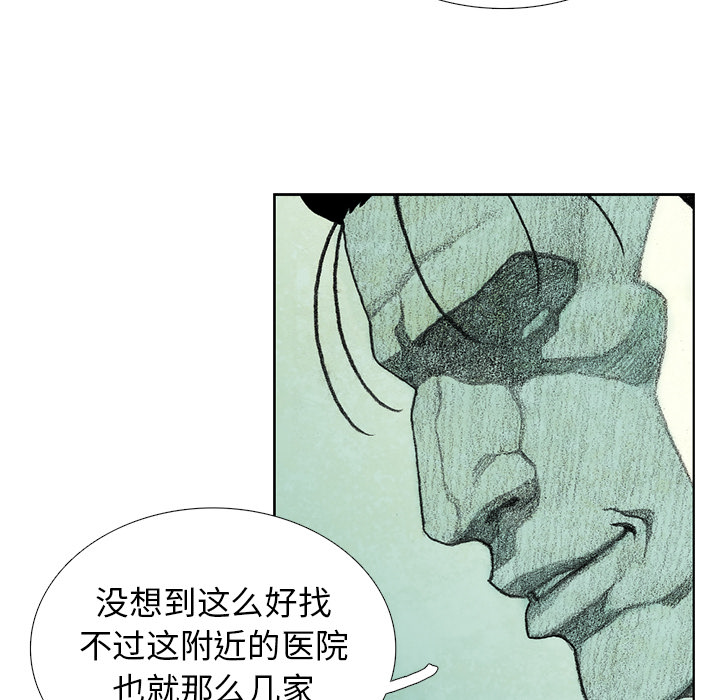 没想到这么好找
不过这附近的医院
也就那么几家